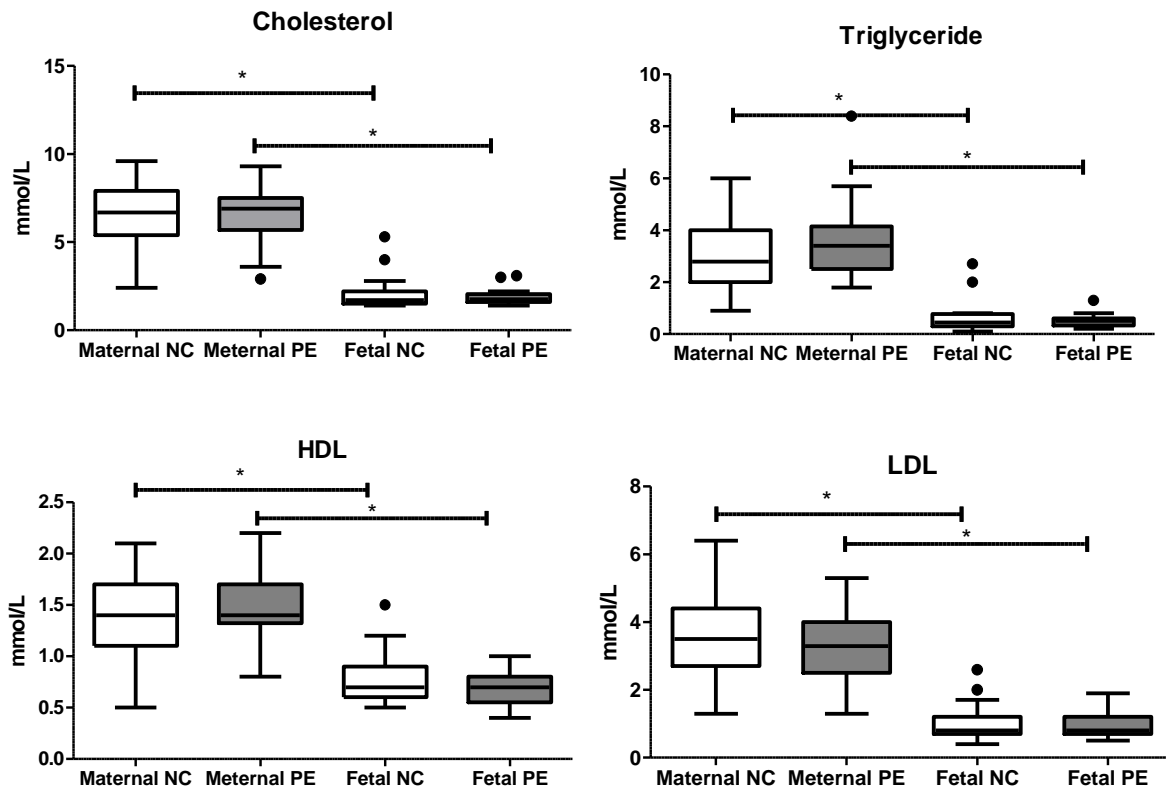 Cholesterol
15
10
5
0
mmol/L
*
*
Maternal NC Meternal PE Fetal NC Fetal PE
Triglyceride
10
8
6
4
2
0
mmol/L
*
*
Maternal NC Meternal PE Fetal NC Fetal PE
HDL
2.5
2.0
1.5
1.0
0.5
0.0
mmol/L
*
*
Maternal NC Meternal PE Fetal NC Fetal PE
LDL
8
6
4
2
0
mmol/L
*
*
Maternal NC Meternal PE Fetal NC Fetal PE